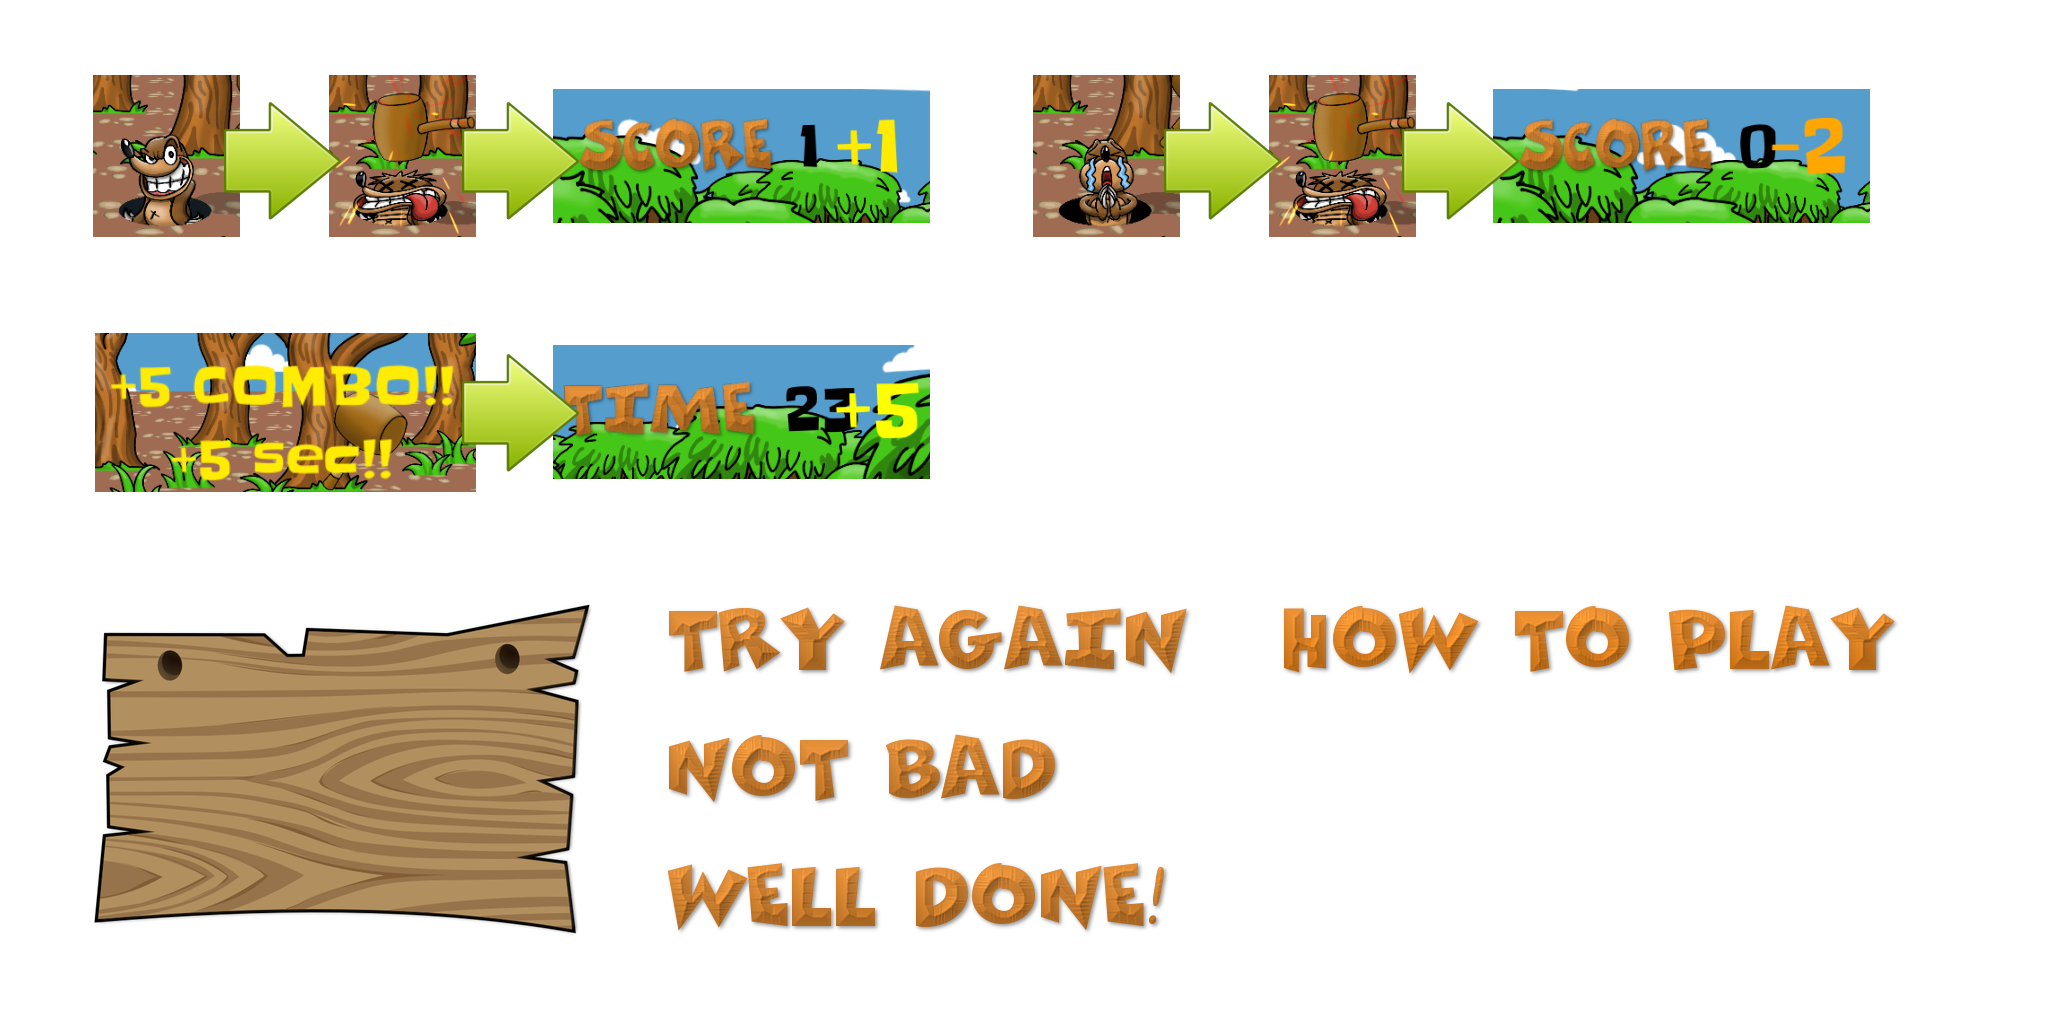 SCORE 1 +1
SCORE 0 -2
+5 COMBO!!
+5 sec!!
TIME 23 +5
TRY AGAIN
HOW TO PLAY
NOT BAD
WELL DONE!